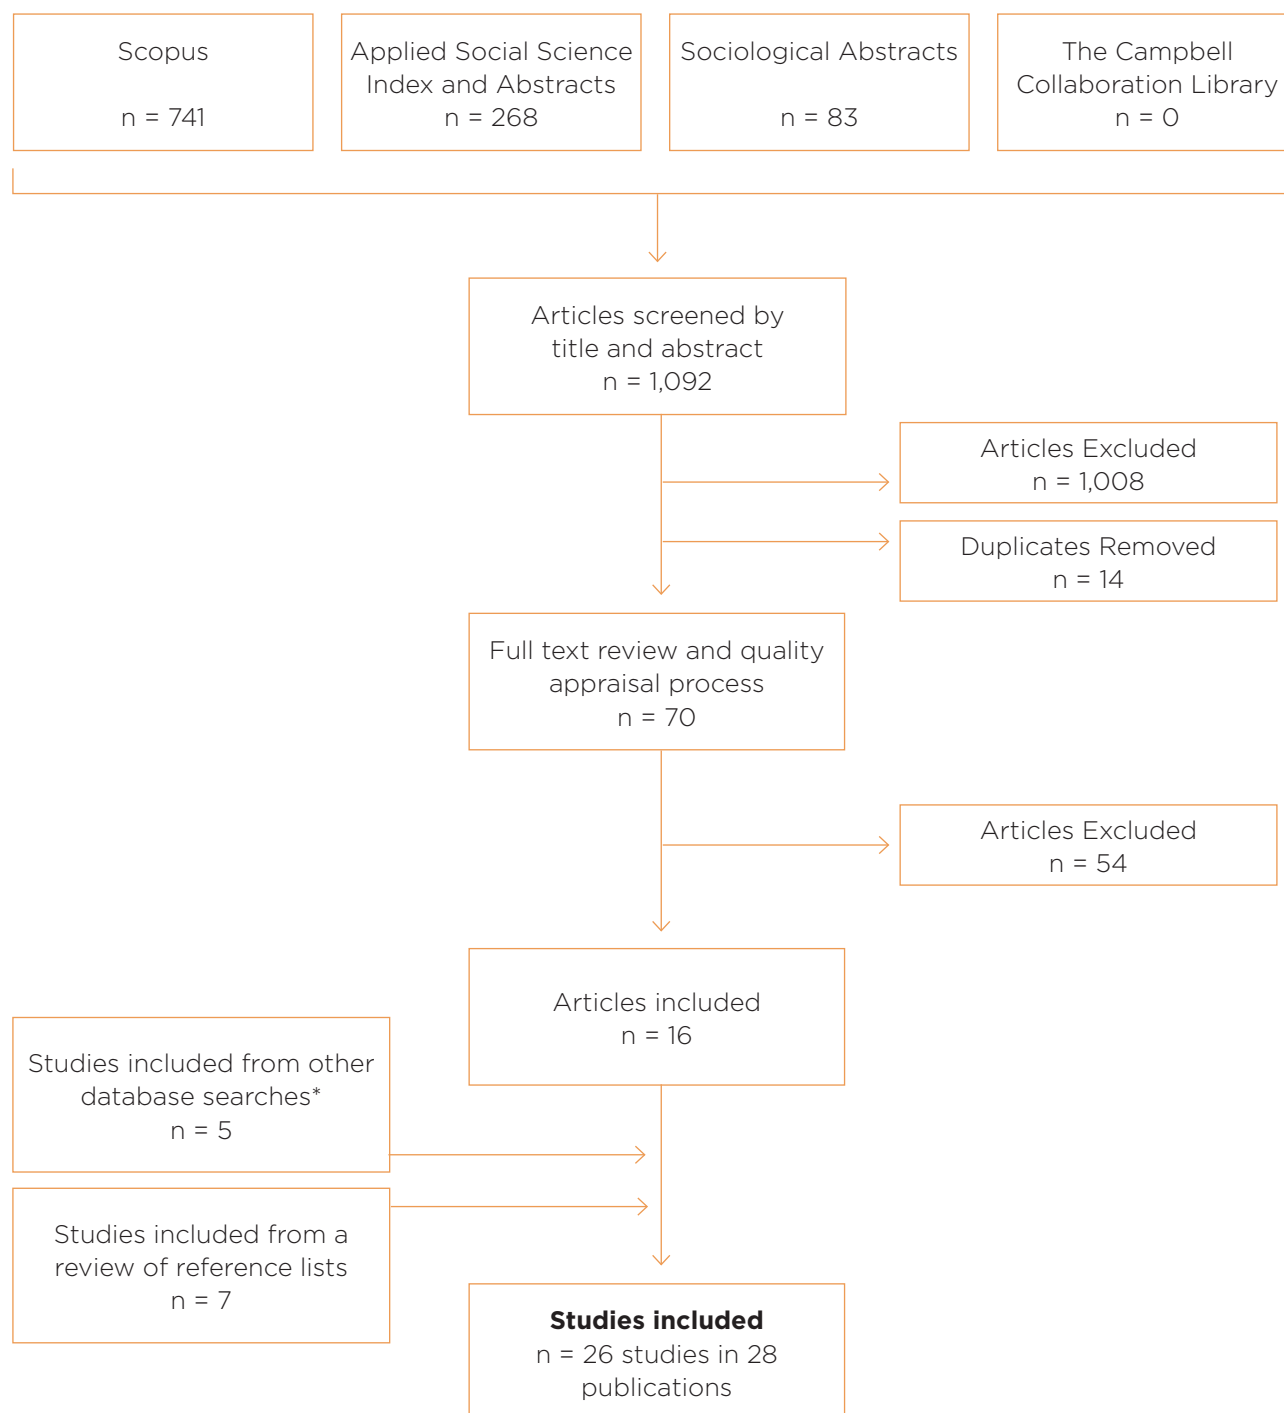 Scopus
n = 741
Applied Social Science
Index and Abstracts
n = 268
Sociological Abstracts
n = 83
The Campbell
Collaboration Library
n = 0
Articles screened by
title and abstract
n = 1,092
Articles Excluded
n = 1,008
Duplicates Removed
n = 14
Full text review and quality
appraisal process
n = 70
Articles Excluded
n = 54
Articles included
n = 16
Studies included from other
database searches*
n = 5
Studies included from a
review of reference lists
n = 7
Studies included
n = 26 studies in 28
publications